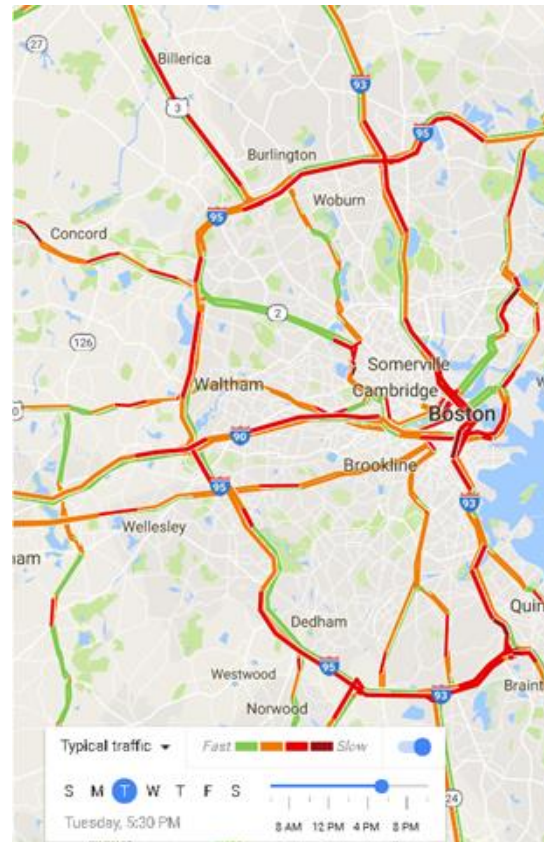 27
Billerica
3
93
95
Burlington
Woburn
95
Concord
2
126
Somerville
Waltham
Cambridge
Boston
90
Brookline
95
93
Wellesley
Quin
Dedham
95
Westwood
93
Braint
Norwood
Typical traffic
Fast
Slow
24
S M T W T F S
Tuesday, 5:30 PM
8 AM 12 PM 4 PM 8 PM